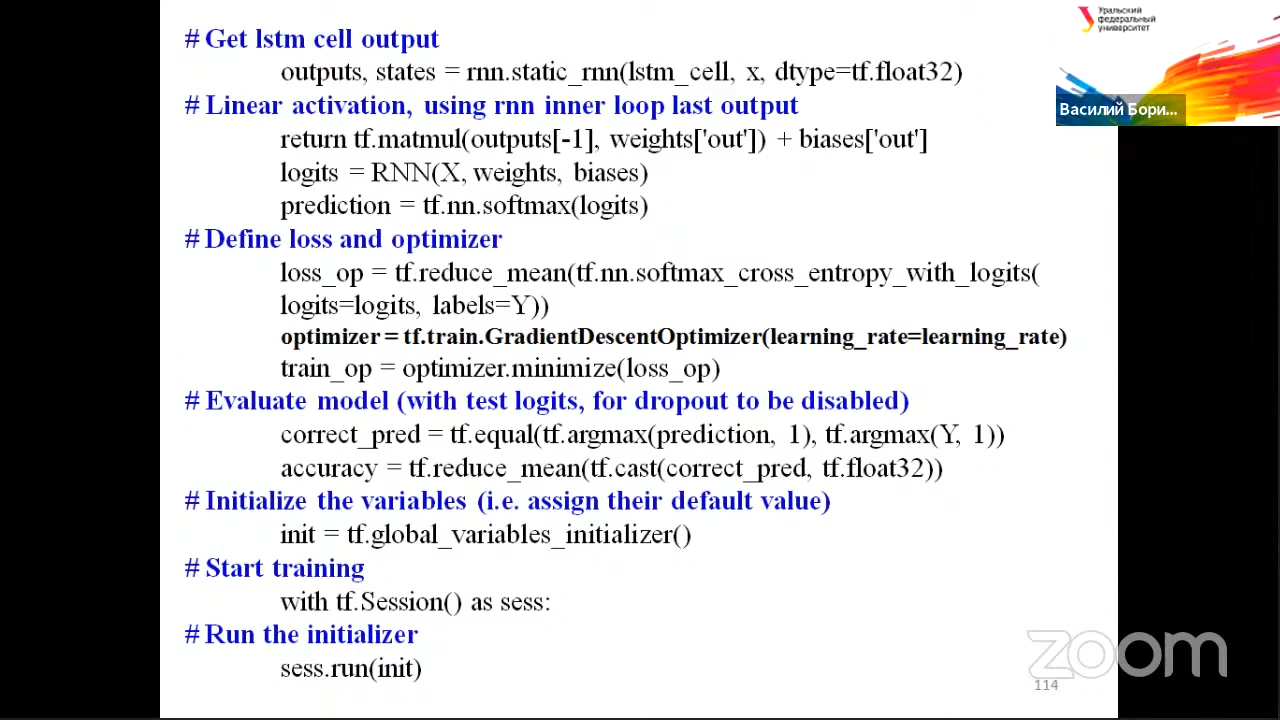 Уральский
федеральный
университет
Василий Бори...
# Get lstm cell output
outputs, states = rnn.static_rnn(lstm_cell, x, dtype=tf.float32)
# Linear activation, using rnn inner loop last output
return tf.matmul(outputs[-1], weights['out']) + biases['out']
logits = RNN(X, weights, biases)
prediction = tf.nn.softmax(logits)
# Define loss and optimizer
loss_op = tf.reduce_mean(tf.nn.softmax_cross_entropy_with_logits(
logits=logits, labels=Y))
optimizer = tf.train.GradientDescentOptimizer(learning_rate=learning_rate)
train_op = optimizer.minimize(loss_op)
# Evaluate model (with test logits, for dropout to be disabled)
correct_pred = tf.equal(tf.argmax(prediction, 1), tf.argmax(Y, 1))
accuracy = tf.reduce_mean(tf.cast(correct_pred, tf.float32))
# Initialize the variables (i.e. assign their default value)
init = tf.global_variables_initializer()
# Start training
with tf.Session() as sess:
# Run the initializer
sess.run(init)
zoom
114